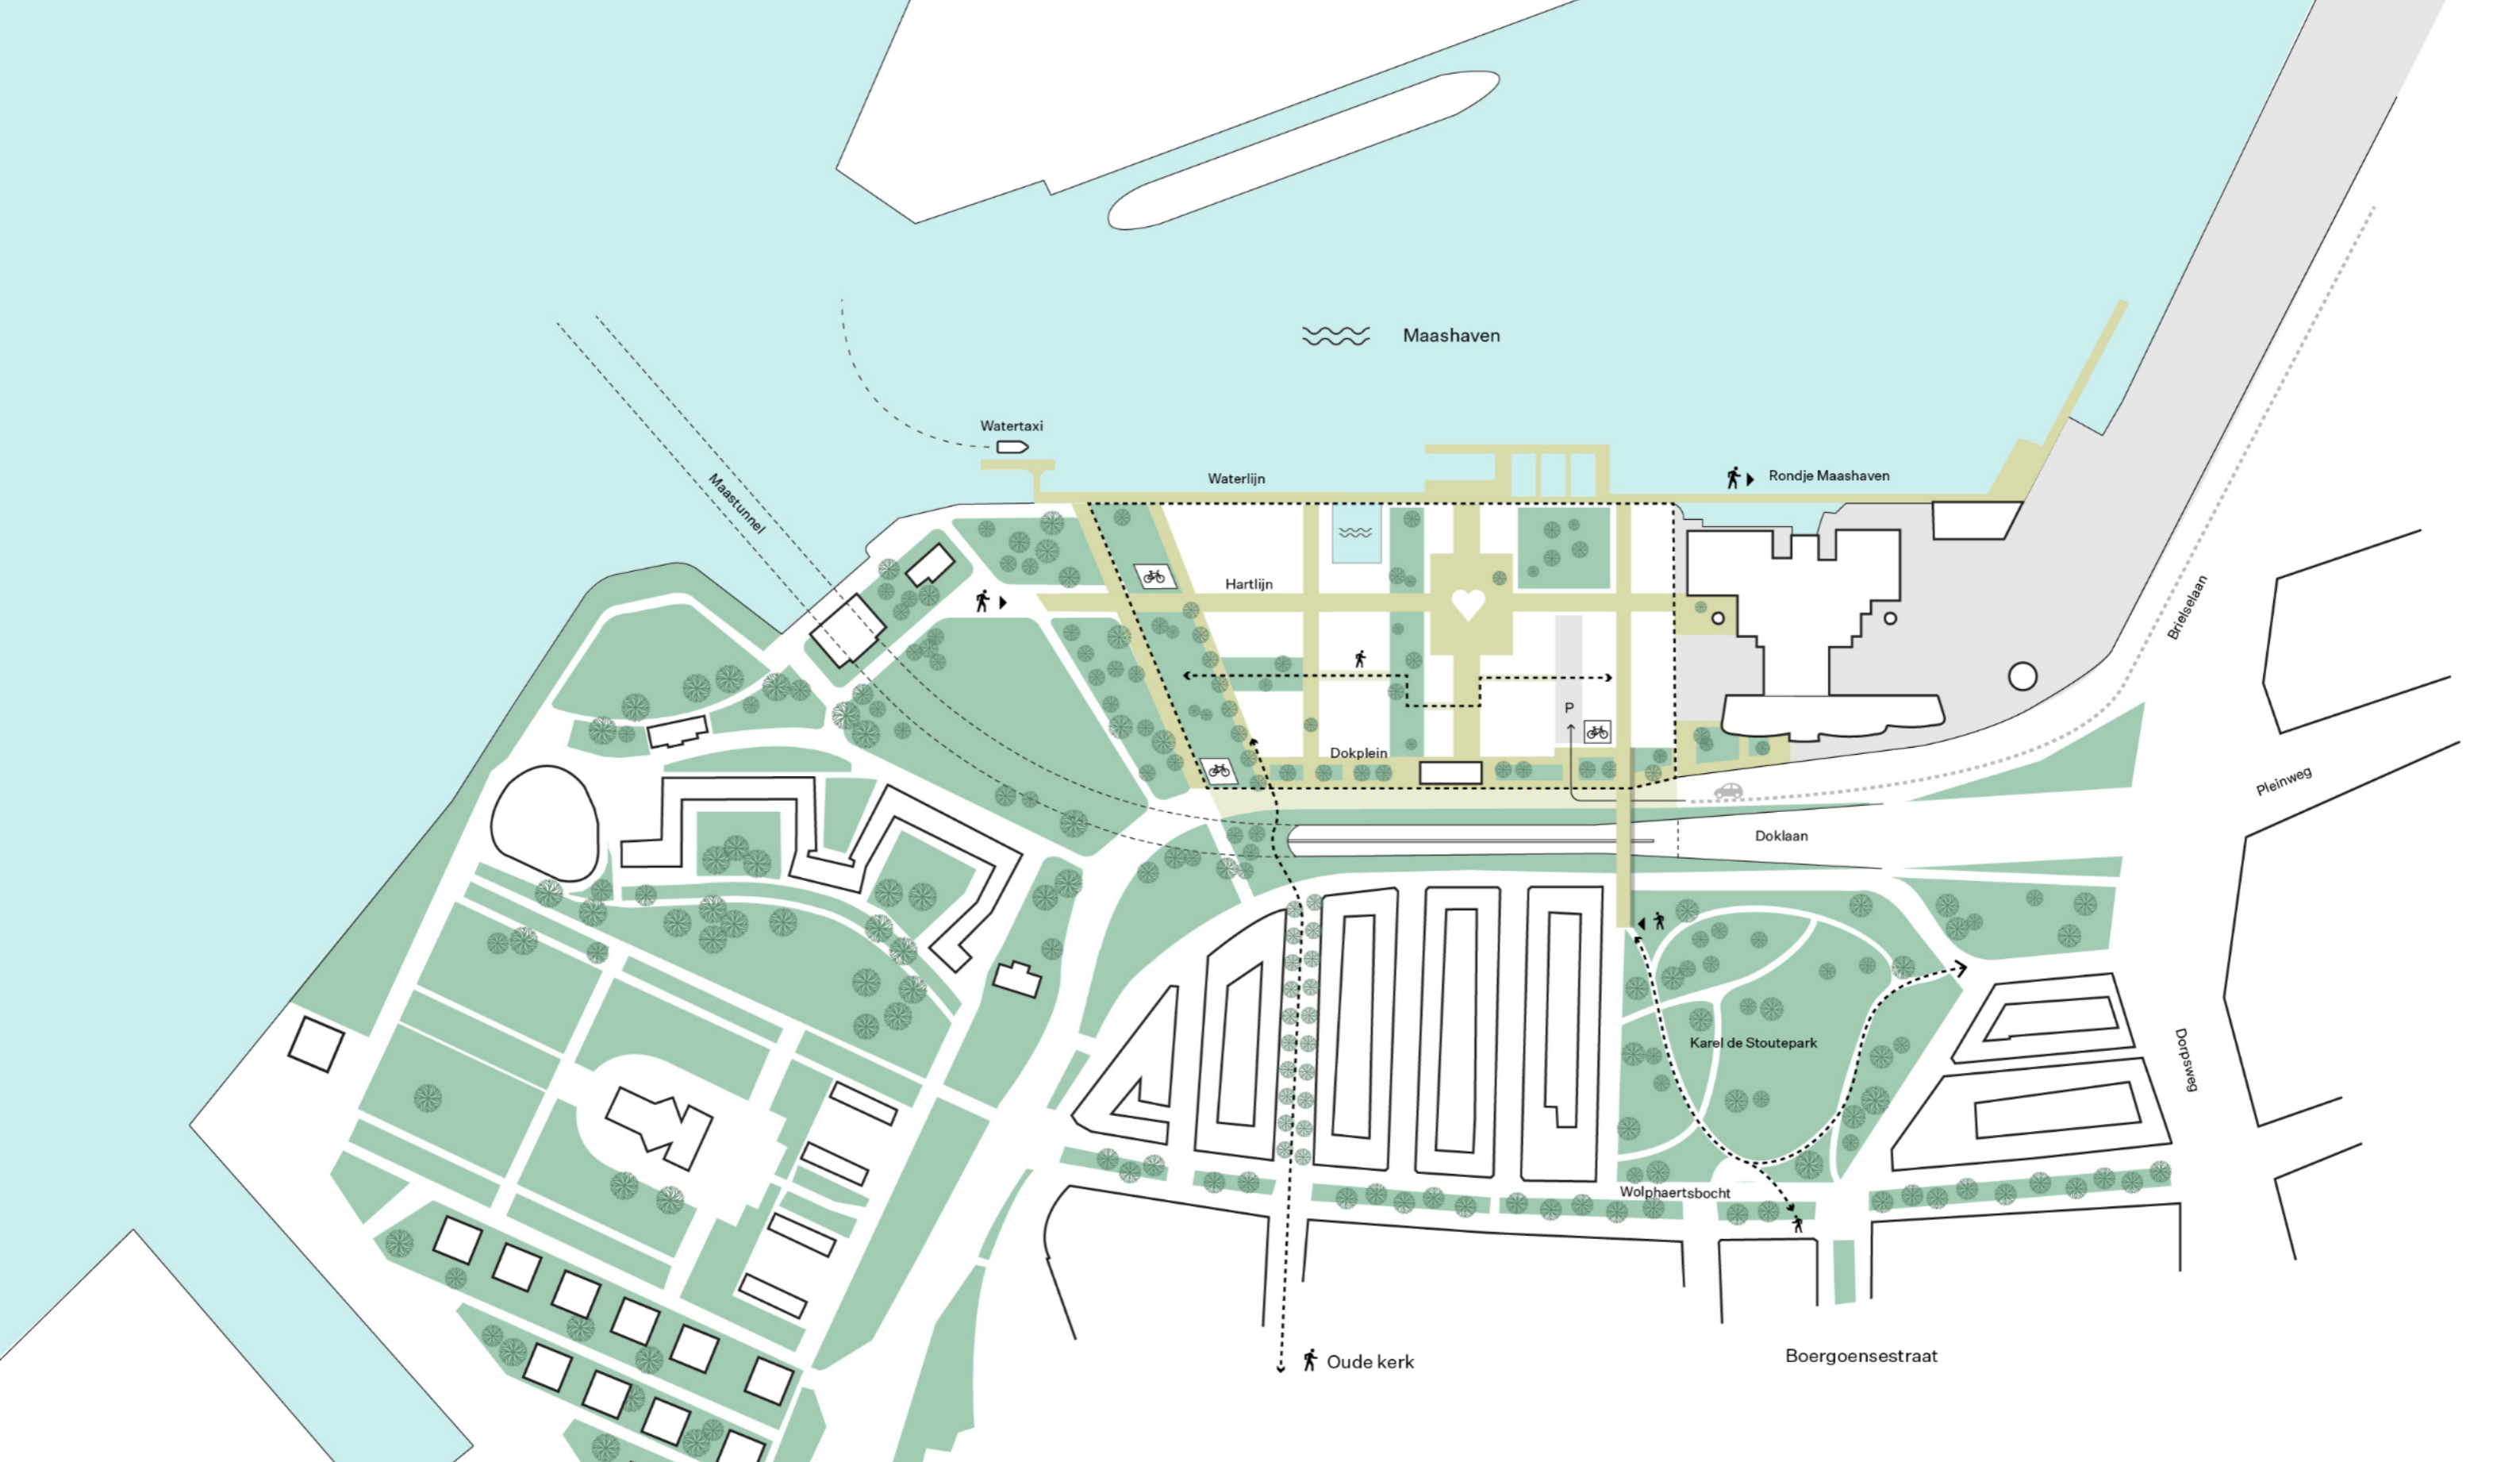 Maashaven
Watertaxi
Waterlijn
Rondje Maashaven
Maastunnel
Hartlijn
Brielselaan
P
Dokplein
Pleinweg
Doklaan
Karel de Stoutepark
Dorpsweg
Wolphaertsbocht
Oude kerk
Boergoensestraat